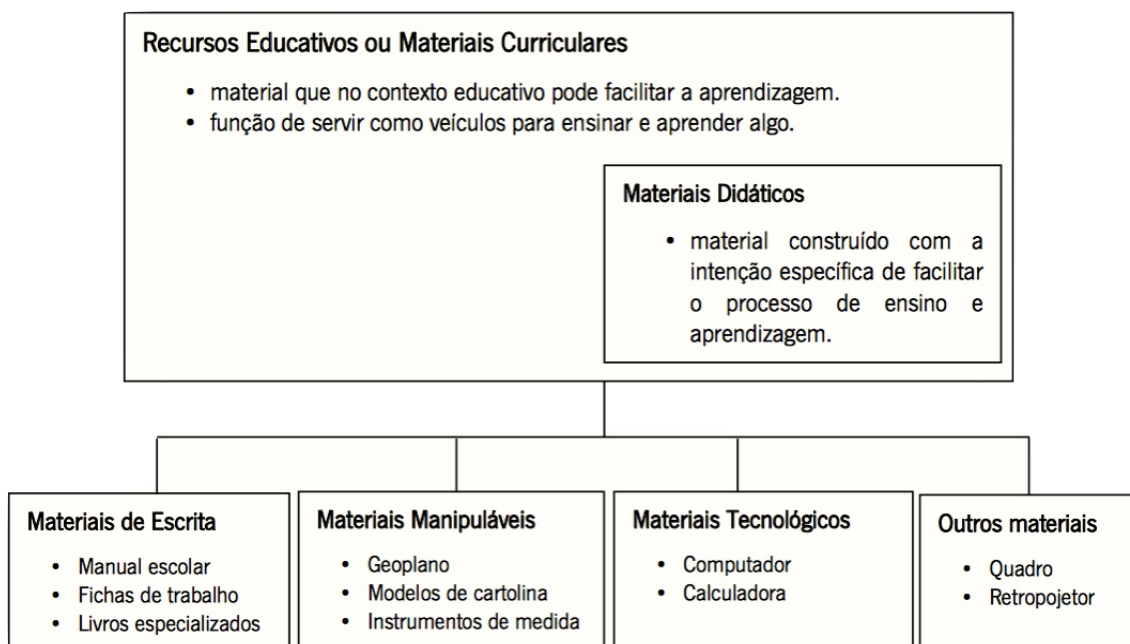 Recursos Educativos ou Materiais Curriculares
• material que no contexto educativo pode facilitar a aprendizagem.
• função de servir como veículos para ensinar e aprender algo.
Materiais Didáticos
• material construído com a
intenção específica de facilitar
o processo de ensino e
aprendizagem.
Materiais de Escrita
• Manual escolar
• Fichas de trabalho
• Livros especializados
Materiais Manipuláveis
• Geoplano
• Modelos de cartolina
• Instrumentos de medida
Materiais Tecnológicos
• Computador
• Calculadora
Outros materiais
• Quadro
• Retropojetor